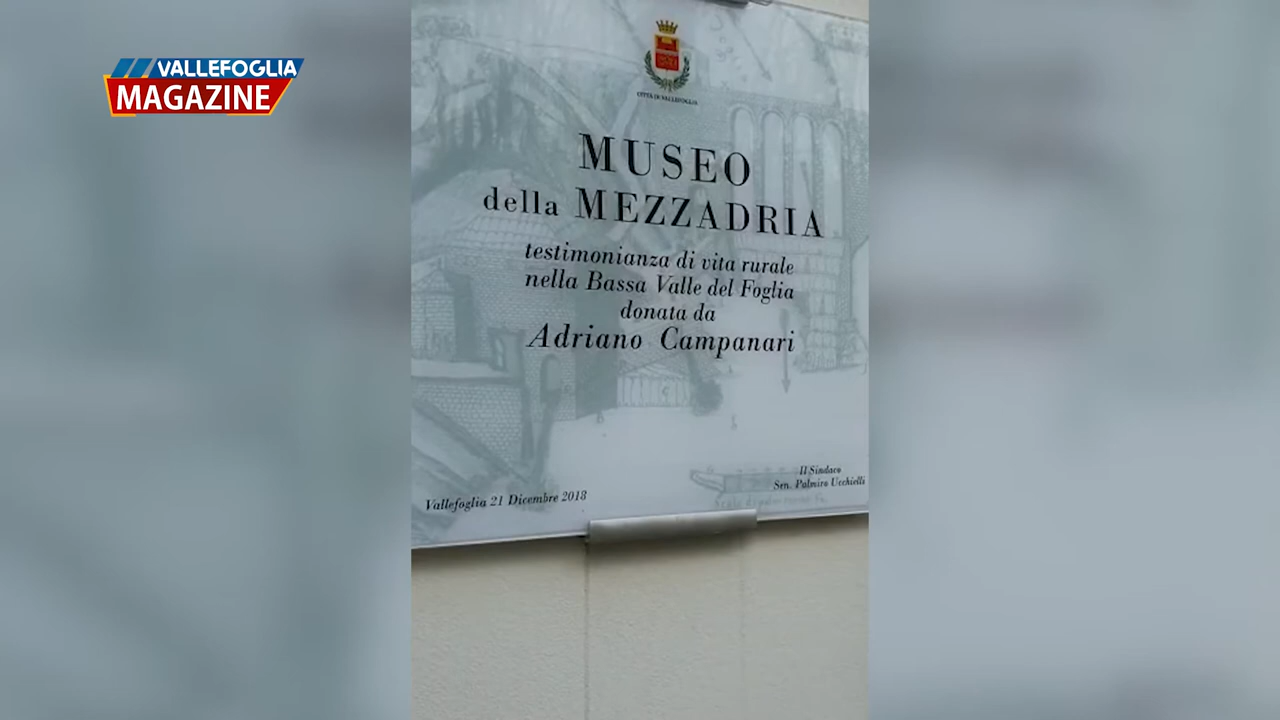 VALLEFOGLIA
MAGAZINE
CITTÀ DI VALLEFOGLIA
MUSEO
della MEZZADRIA
testimonianza di vita rurale
nella Bassa Valle del Foglia
donata da
Adriano Campanari
Il Sindaco
Sen. Palmiro Ucchielli
Vallefoglia 21 Dicembre 2018